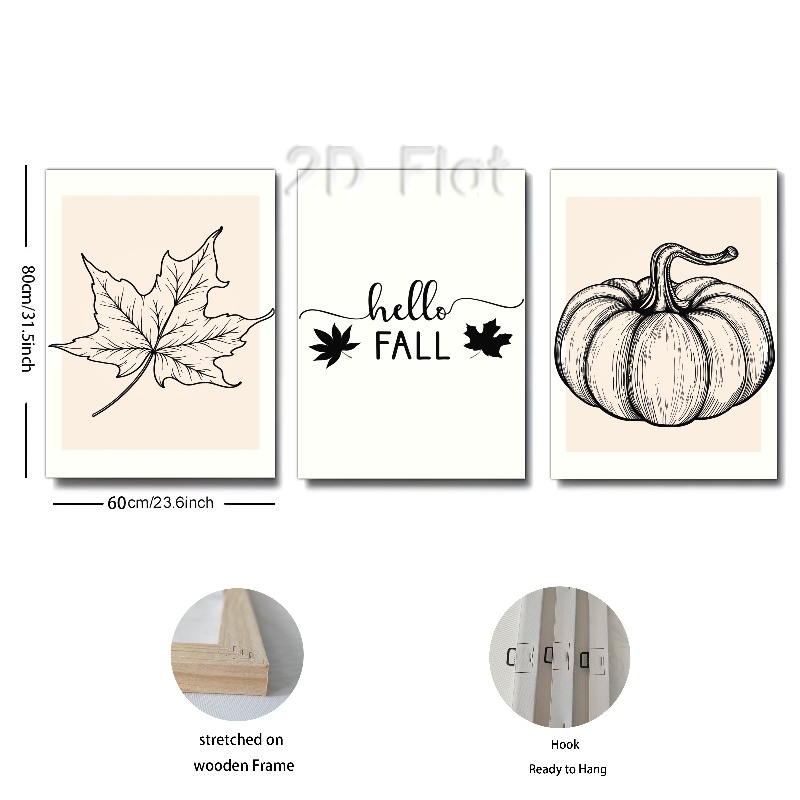 2D Flat
80cm/31.5inch
hello
FALL
60cm/23.6inch
stretched on
wooden Frame
Hook
Ready to Hang